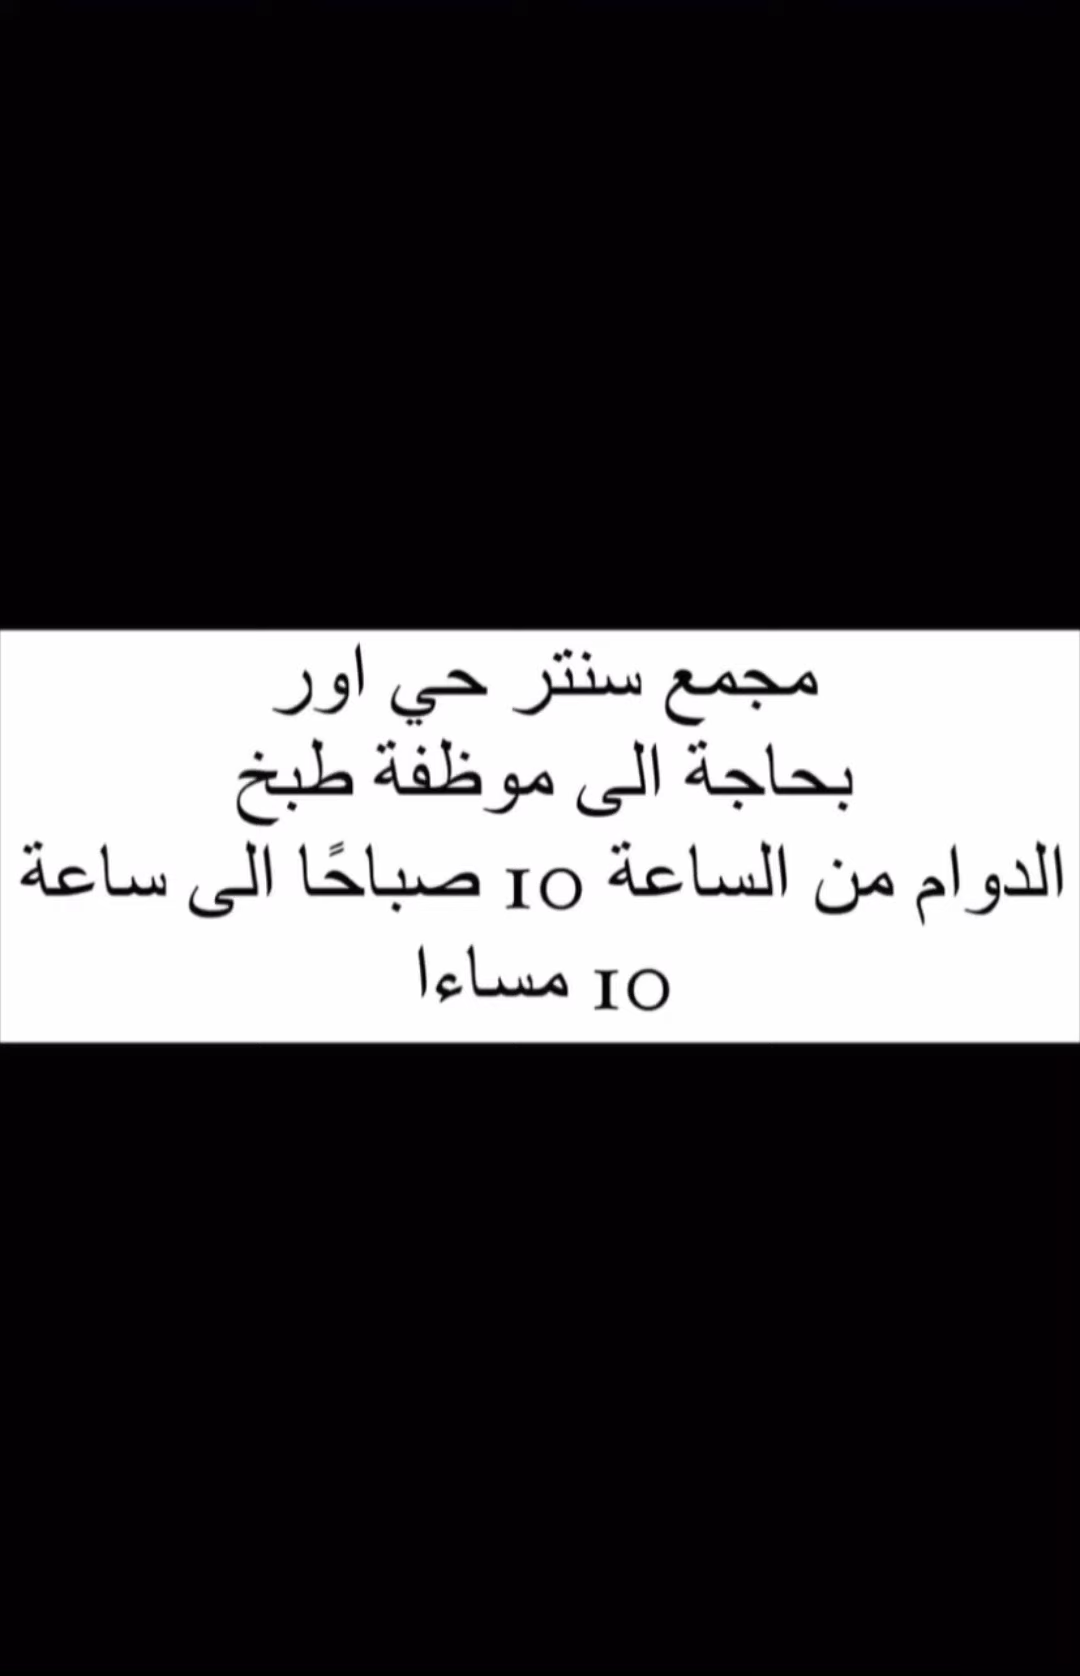 مجمع سنتر حي اور
بحاجة الى موظفة طبخ
الدوام من الساعة 10 صباحًا الى ساعة
10 مساءا